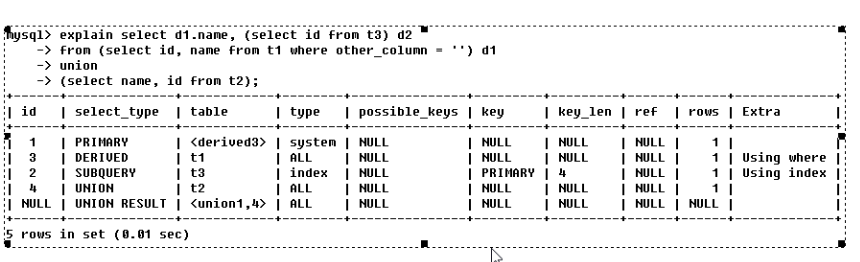 mysql> explain select d1.name, (select id from t3) d2
    -> from (select id, name from t1 where other_column = '') d1
    -> union
    -> (select name, id from t2);
+------+--------------+------------+--------+---------------+---------+---------+------+------+-------------+
| id   | select_type  | table      | type   | possible_keys | key     | key_len | ref  | rows | Extra       |
+------+--------------+------------+--------+---------------+---------+---------+------+------+-------------+
|  1   | PRIMARY      | <derived3> | system | NULL          | NULL    | NULL    | NULL |    1 |             |
|  3   | DERIVED      | t1         | ALL    | NULL          | NULL    | NULL    | NULL |    1 | Using where |
|  2   | SUBQUERY     | t3         | index  | NULL          | PRIMARY | 4       | NULL |    1 | Using index |
|  4   | UNION        | t2         | ALL    | NULL          | NULL    | NULL    | NULL |    1 |             |
| NULL | UNION RESULT | <union1,4> | ALL    | NULL          | NULL    | NULL    | NULL | NULL |             |
+------+--------------+------------+--------+---------------+---------+---------+------+------+-------------+
5 rows in set (0.01 sec)